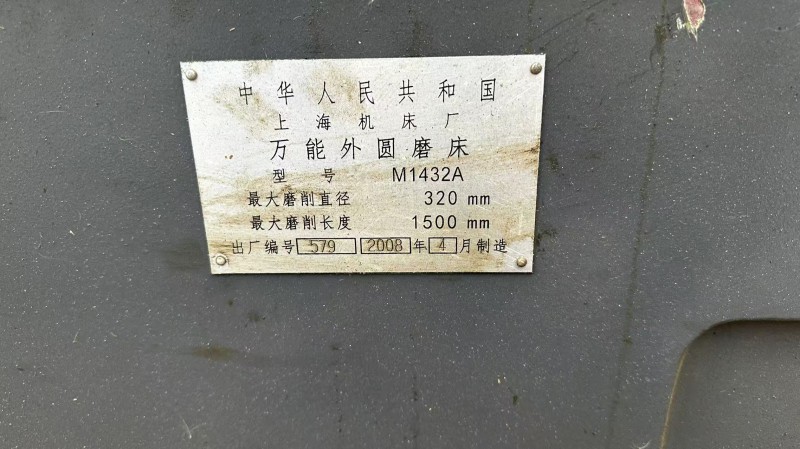 中华人民共和国
上海机床厂
万能外圆磨床
型号 M1432A
最大磨削直径 320 mm
最大磨削长度 1500 mm
出厂编号 579 2008 年 4 月制造